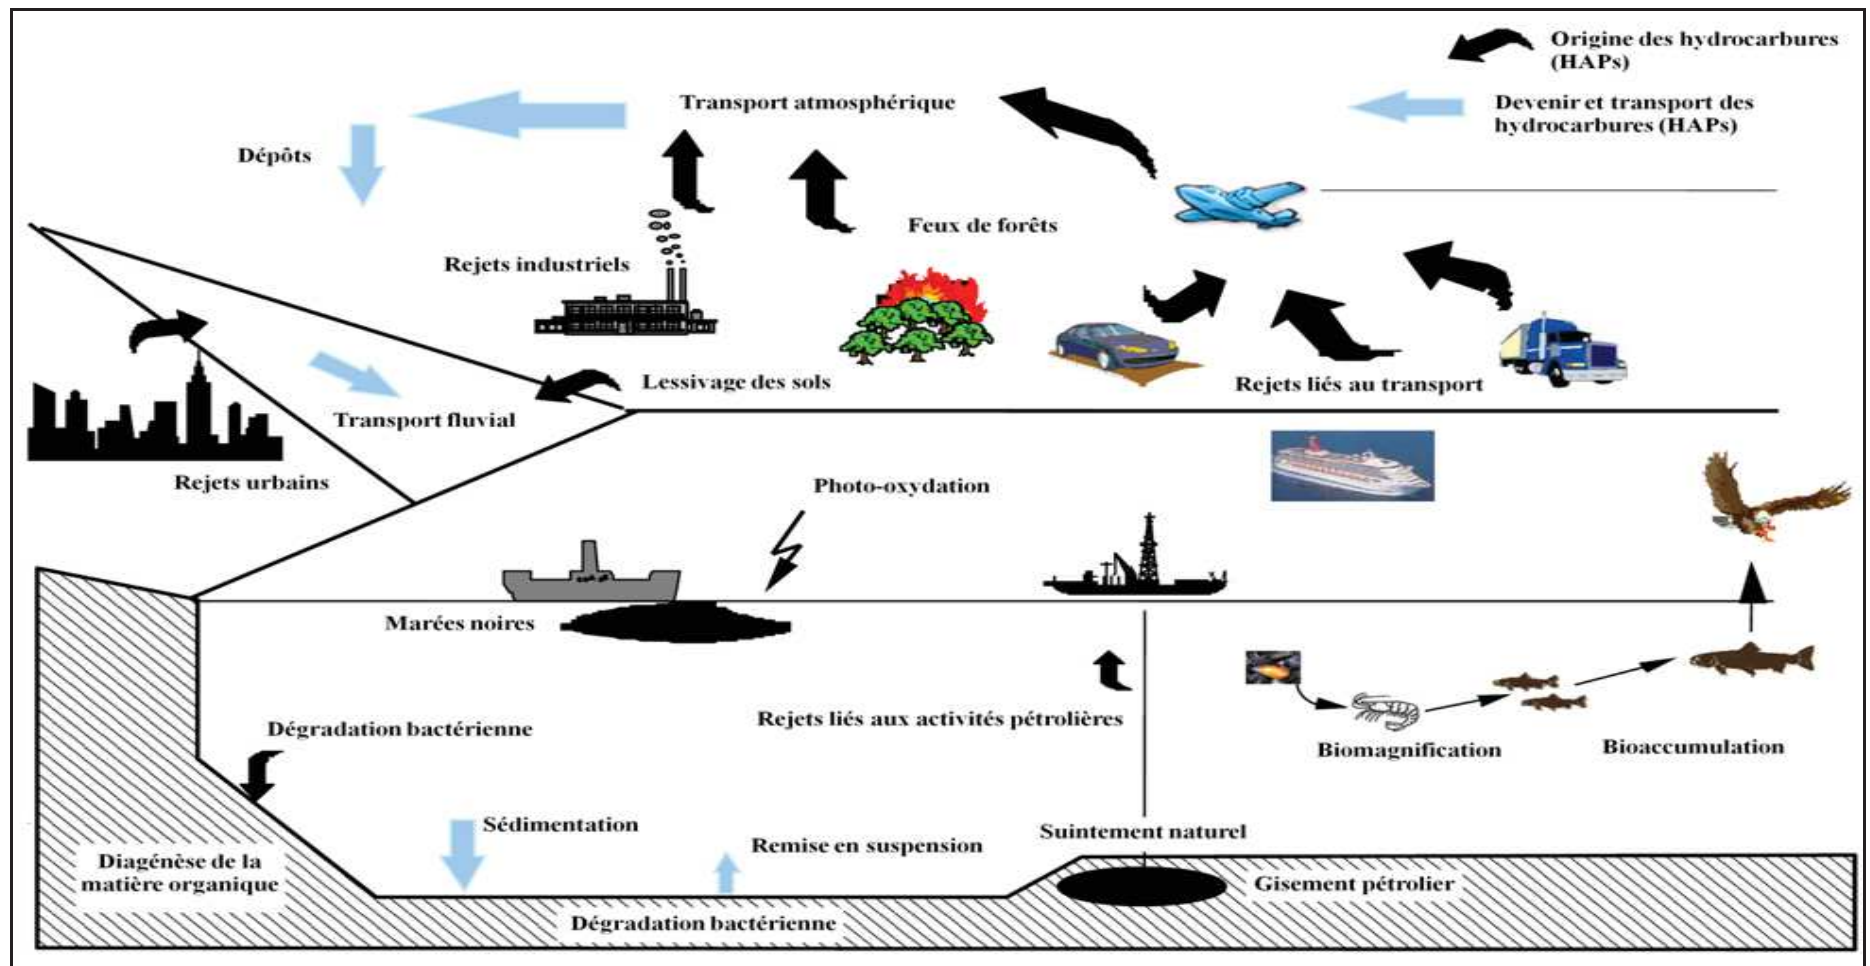 Origine des hydrocarbures
(HAPs)
Transport atmosphérique
Devenir et transport des
hydrocarbures (HAPs)
Dépôts
Feux de forêts
Rejets industriels
Lessivage des sols
Rejets liés au transport
Transport fluvial
Rejets urbains
Photo-oxydation
Marées noires
Rejets liés aux activités pétrolières
Dégradation bactérienne
Biomagnification
Bioaccumulation
Sédimentation
Suintement naturel
Remise en suspension
Diagénèse de la
matière organique
Gisement pétrolier
Dégradation bactérienne